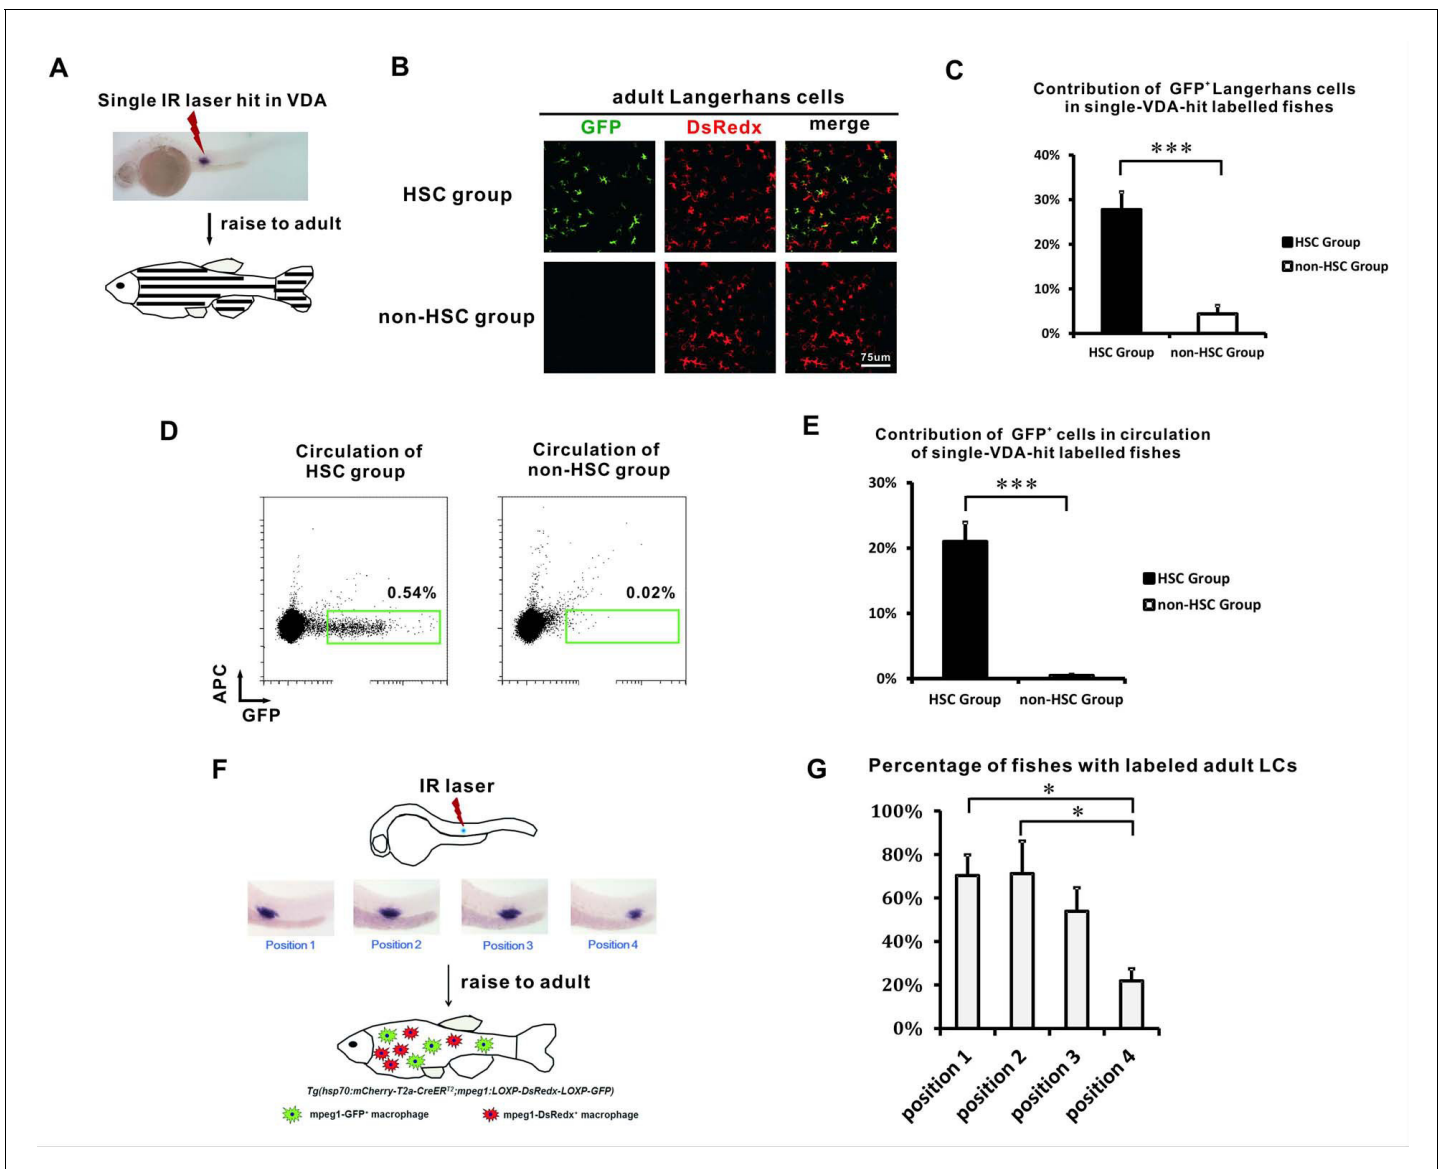 A
Single IR laser hit in VDA
raise to adult
B
adult Langerhans cells
GFP DsRedx merge
HSC group
non-HSC group
75um
C
Contribution of GFP⁺ Langerhans cells
in single-VDA-hit labelled fishes
***
40%
30%
20%
10%
0%
HSC Group non-HSC Group
HSC Group
non-HSC Group
D
Circulation of
HSC group
Circulation of
non-HSC group
0.54%
0.02%
APC
GFP
E
Contribution of GFP⁺ cells in circulation
of single-VDA-hit labelled fishes
***
30%
20%
10%
0%
HSC Group non-HSC Group
HSC Group
non-HSC Group
F
IR laser
Position 1 Position 2 Position 3 Position 4
raise to adult
Tg(hsp70:mCherry-T2a-CreERᵀ²;mpeg1:LOXP-DsRedx-LOXP-GFP)
mpeg1-GFP⁺ macrophage mpeg1-DsRedx⁺ macrophage
G
Percentage of fishes with labeled adult LCs
*
*
100%
80%
60%
40%
20%
0%
position 1
position 2
position 3
position 4